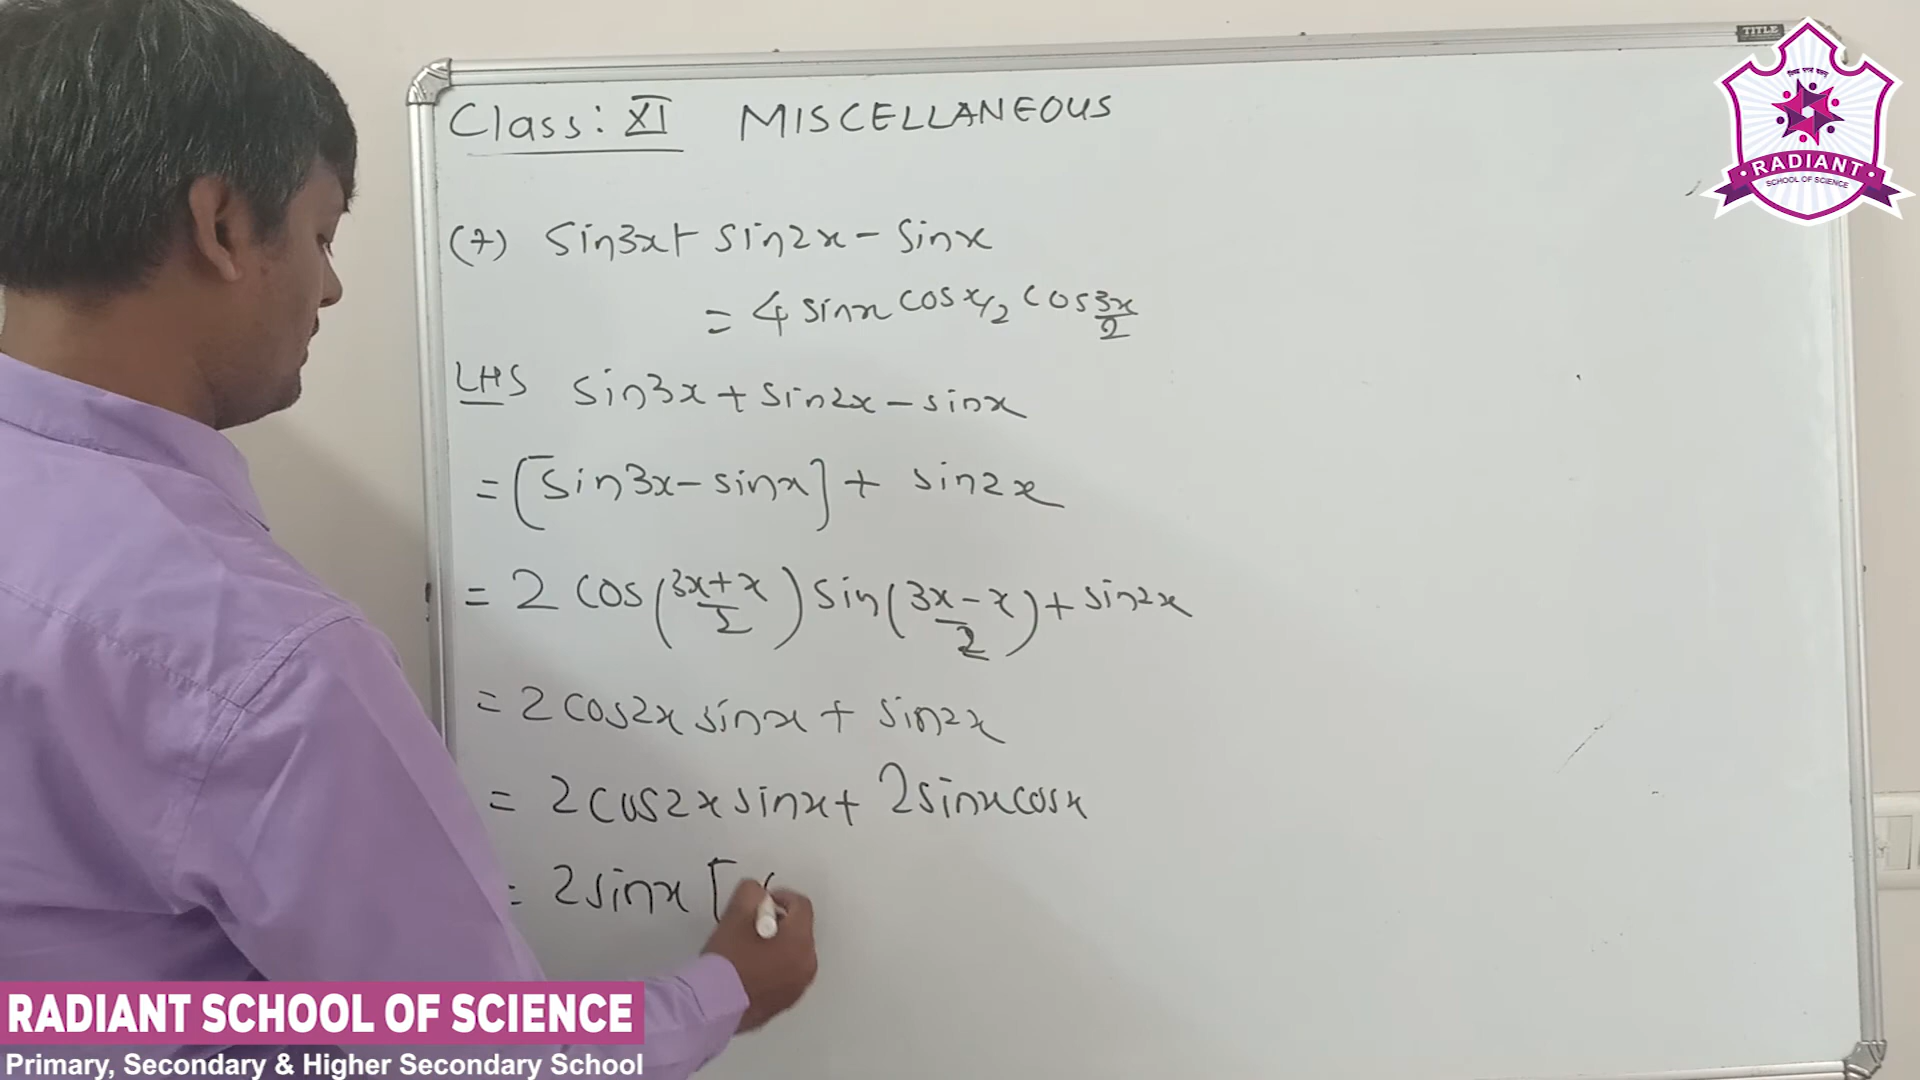 TITLE
Class: XI MISCELLANEOUS
(7) sin3x + sin2x - sinx
= 4 sinx cos x/2 cos 3x/2
LHS sin3x + sin2x - sinx
= [sin3x - sinx] + sin2x
= 2 cos(3x+x/2) sin(3x-x/2) + sin2x
= 2 cos2x sinx + sin2x
= 2cos2x sinx + 2sinx cosx
= 2sinx [
RADIANT
SCHOOL OF SCIENCE
RADIANT SCHOOL OF SCIENCE
Primary, Secondary & Higher Secondary School